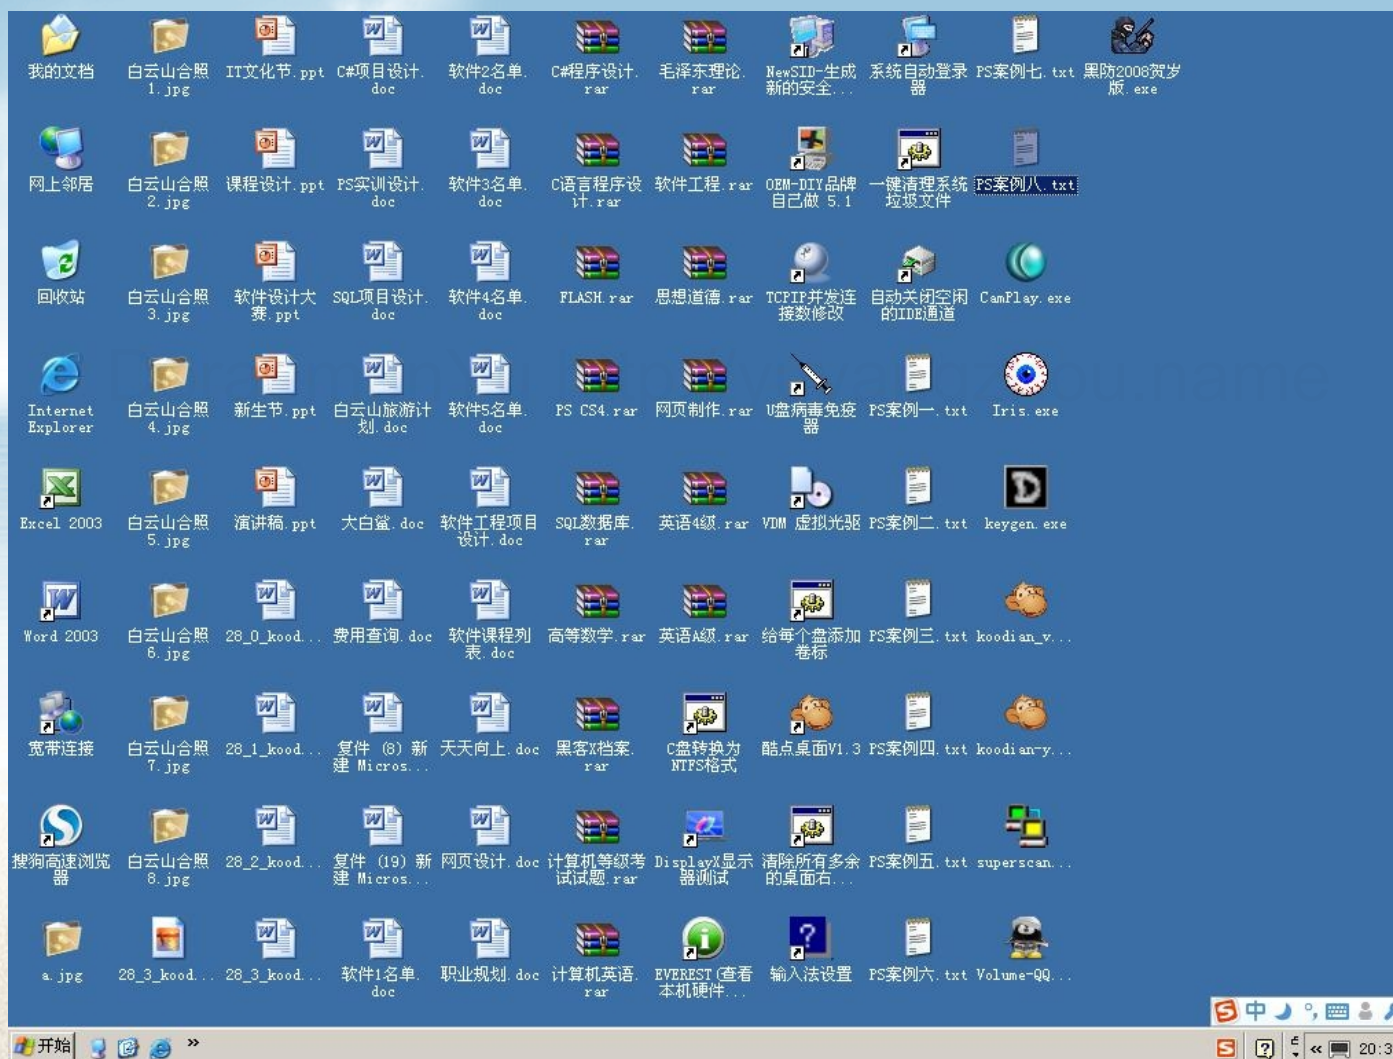 我的文档
白云山合照
1.jpg
IT文化节.ppt
C#项目设计.
doc
软件2名单.
doc
C#程序设计.
rar
毛泽东理论.
rar
NewSID-生成
新的安全...
系统自动登录
器
PS案例七.txt
黑防2008贺岁
版.exe
网上邻居
白云山合照
2.jpg
课程设计.ppt
PS实训设计.
doc
软件3名单.
doc
C语言程序设
计.rar
软件工程.rar
OEM-DIY品牌
自己做 5.1
一键清理系统
垃圾文件
PS案例八.txt
回收站
白云山合照
3.jpg
软件设计大
赛.ppt
SQL项目设计.
doc
软件4名单.
doc
FLASH.rar
思想道德.rar
TCPIP并发连
接数修改
自动关闭空闲
的IDE通道
CamPlay.exe
Internet
Explorer
白云山合照
4.jpg
新生节.ppt
白云山旅游计
划.doc
软件5名单.
doc
PS CS4.rar
网页制作.rar
U盘病毒免疫
器
PS案例一.txt
Iris.exe
Excel 2003
白云山合照
5.jpg
演讲稿.ppt
大白鲨.doc
软件工程项目
设计.doc
SQL数据库.
rar
英语4级.rar
VDM 虚拟光驱
PS案例二.txt
keygen.exe
Word 2003
白云山合照
6.jpg
28_0_kood...
费用查询.doc
软件课程列
表.doc
高等数学.rar
英语A级.rar
给每个盘添加
卷标
PS案例三.txt
koodian_v...
宽带连接
白云山合照
7.jpg
28_1_kood...
复件 (8) 新
建 Micros...
天天向上.doc
黑客X档案.
rar
C盘转换为
NTFS格式
酷点桌面V1.3
PS案例四.txt
koodian-y...
搜狗高速浏览
器
白云山合照
8.jpg
28_2_kood...
复件 (19) 新
建 Micros...
网页设计.doc
计算机等级考
试试题.rar
DisplayX显示
器测试
清除所有多余
的桌面右...
PS案例五.txt
superscan...
a.jpg
28_3_kood...
28_3_kood...
软件1名单.
doc
职业规划.doc
计算机英语.
rar
EVEREST(查看
本机硬件...
输入法设置
PS案例六.txt
Volume-QQ...
中
开始
20:3